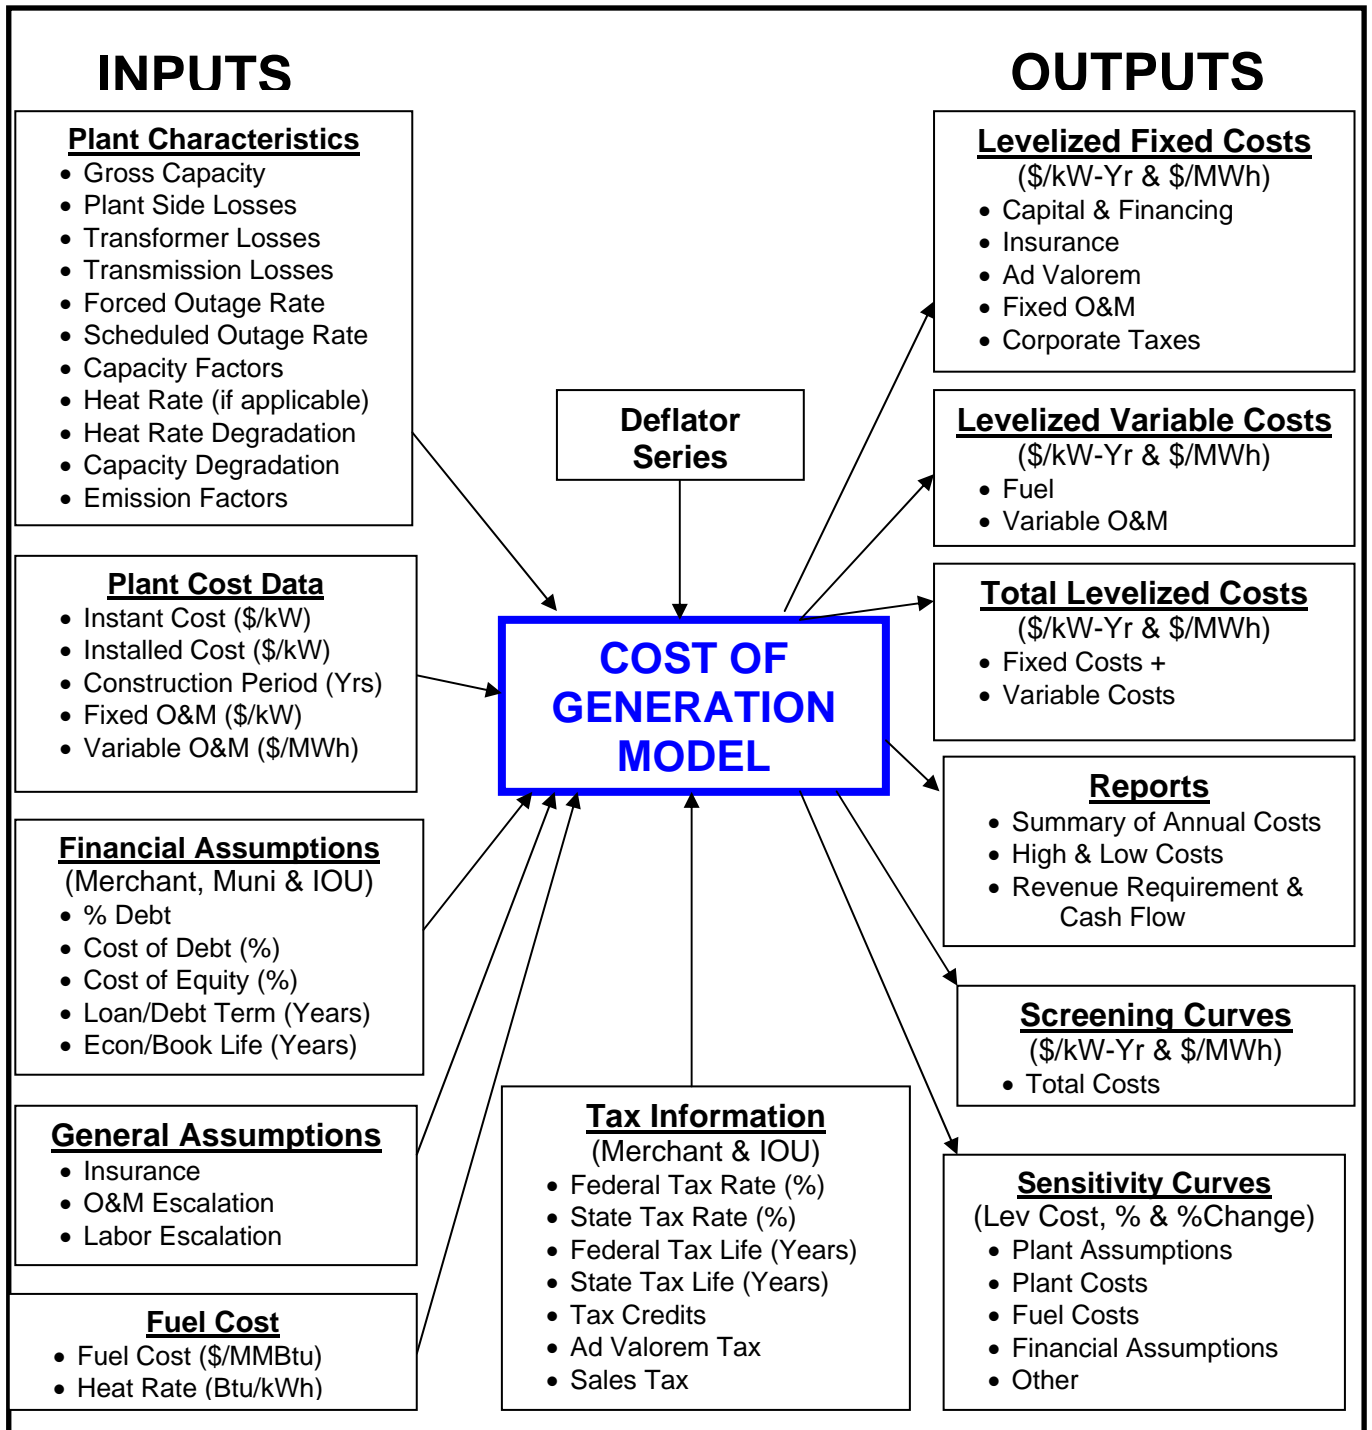 INPUTS
Plant Characteristics
• Gross Capacity
• Plant Side Losses
• Transformer Losses
• Transmission Losses
• Forced Outage Rate
• Scheduled Outage Rate
• Capacity Factors
• Heat Rate (if applicable)
• Heat Rate Degradation
• Capacity Degradation
• Emission Factors
Plant Cost Data
• Instant Cost ($/kW)
• Installed Cost ($/kW)
• Construction Period (Yrs)
• Fixed O&M ($/kW)
• Variable O&M ($/MWh)
Financial Assumptions
(Merchant, Muni & IOU)
• % Debt
• Cost of Debt (%)
• Cost of Equity (%)
• Loan/Debt Term (Years)
• Econ/Book Life (Years)
General Assumptions
• Insurance
• O&M Escalation
• Labor Escalation
Fuel Cost
• Fuel Cost ($/MMBtu)
• Heat Rate (Btu/kWh)
Deflator
Series
COST OF
GENERATION
MODEL
Tax Information
(Merchant & IOU)
• Federal Tax Rate (%)
• State Tax Rate (%)
• Federal Tax Life (Years)
• State Tax Life (Years)
• Tax Credits
• Ad Valorem Tax
• Sales Tax
OUTPUTS
Levelized Fixed Costs
($/kW-Yr & $/MWh)
• Capital & Financing
• Insurance
• Ad Valorem
• Fixed O&M
• Corporate Taxes
Levelized Variable Costs
($/kW-Yr & $/MWh)
• Fuel
• Variable O&M
Total Levelized Costs
($/kW-Yr & $/MWh)
• Fixed Costs +
• Variable Costs
Reports
• Summary of Annual Costs
• High & Low Costs
• Revenue Requirement &
Cash Flow
Screening Curves
($/kW-Yr & $/MWh)
• Total Costs
Sensitivity Curves
(Lev Cost, % & %Change)
• Plant Assumptions
• Plant Costs
• Fuel Costs
• Financial Assumptions
• Other